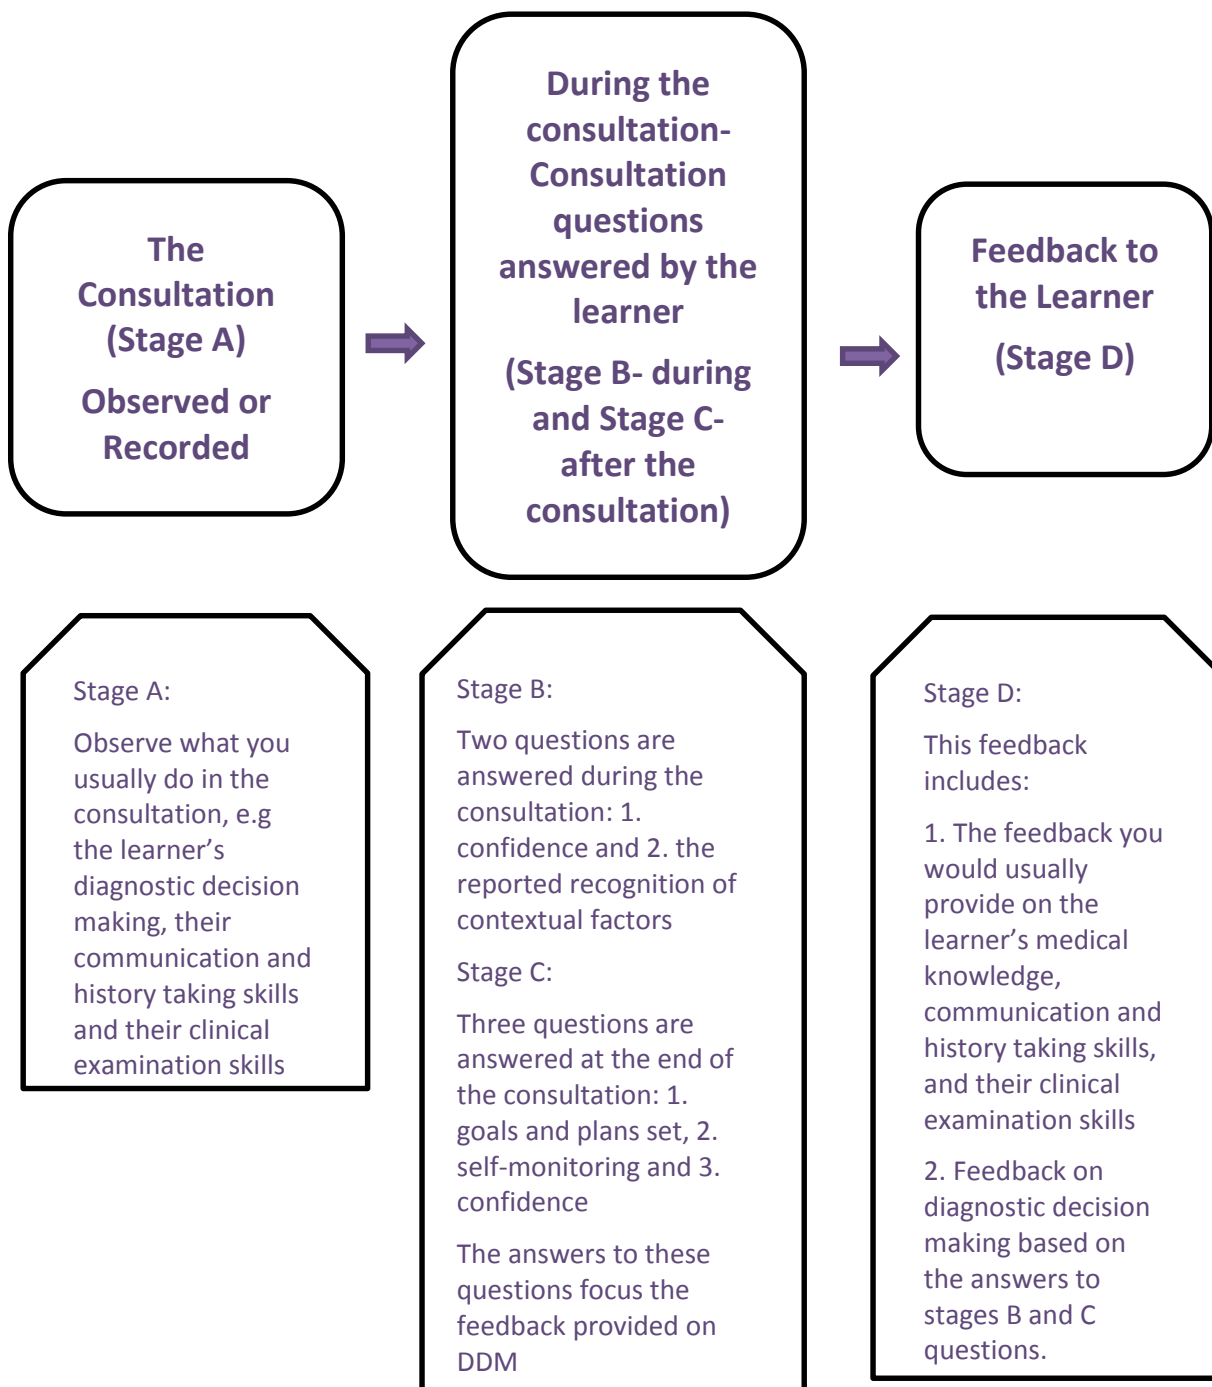 The
Consultation
(Stage A)
Observed or
Recorded
During the
consultation-
Consultation
questions
answered by the
learner
(Stage B- during
and Stage C-
after the
consultation)
Feedback to
the Learner
(Stage D)
Stage A:
Observe what you
usually do in the
consultation, e.g
the learner’s
diagnostic decision
making, their
communication and
history taking skills
and their clinical
examination skills
Stage B:
Two questions are
answered during the
consultation: 1.
confidence and 2. the
reported recognition of
contextual factors
Stage C:
Three questions are
answered at the end of
the consultation: 1.
goals and plans set, 2.
self-monitoring and 3.
confidence
The answers to these
questions focus the
feedback provided on
DDM
Stage D:
This feedback
includes:
1. The feedback you
would usually
provide on the
learner’s medical
knowledge,
communication and
history taking skills,
and their clinical
examination skills
2. Feedback on
diagnostic decision
making based on
the answers to
stages B and C
questions.